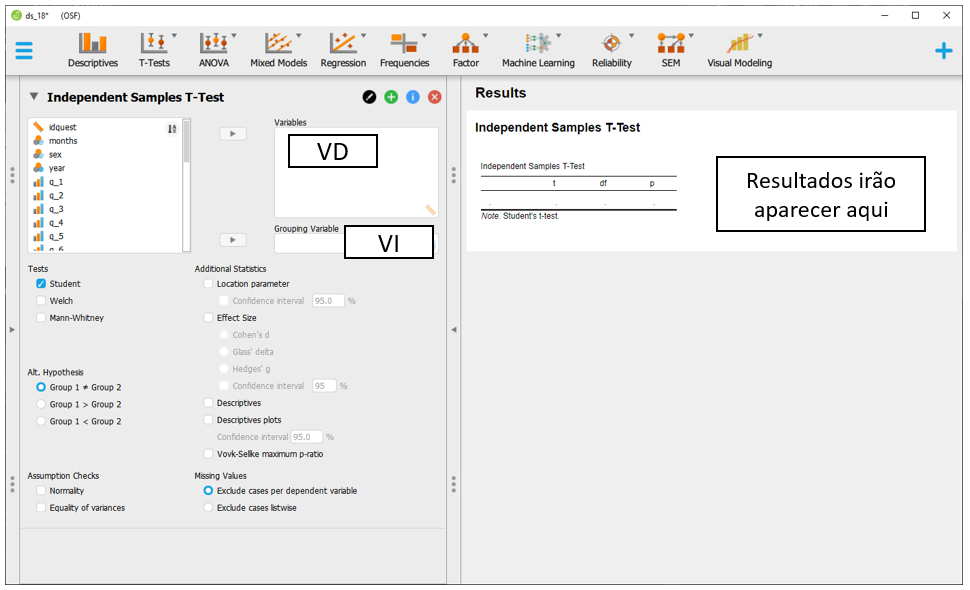 ds_18* (OSF)
Descriptives T-Tests ANOVA Mixed Models Regression Frequencies Factor Machine Learning Reliability SEM Visual Modeling
Independent Samples T-Test
idquest
months
sex
year
q_1
q_2
q_3
q_4
q_5
q_6
Variables
VD
Grouping Variable
VI
Tests
Student
Welch
Mann-Whitney
Alt. Hypothesis
Group 1 ≠ Group 2
Group 1 > Group 2
Group 1 < Group 2
Assumption Checks
Normality
Equality of variances
Additional Statistics
Location parameter
Confidence interval 95.0 %
Effect Size
Cohen's d
Glass' delta
Hedges' g
Confidence interval 95 %
Descriptives
Descriptives plots
Confidence interval 95.0 %
Vovk-Sellke maximum p-ratio
Missing Values
Exclude cases per dependent variable
Exclude cases listwise
Results
Independent Samples T-Test
Independent Samples T-Test
t df p
. . . .
Note. Student's t-test.
Resultados irão
aparecer aqui